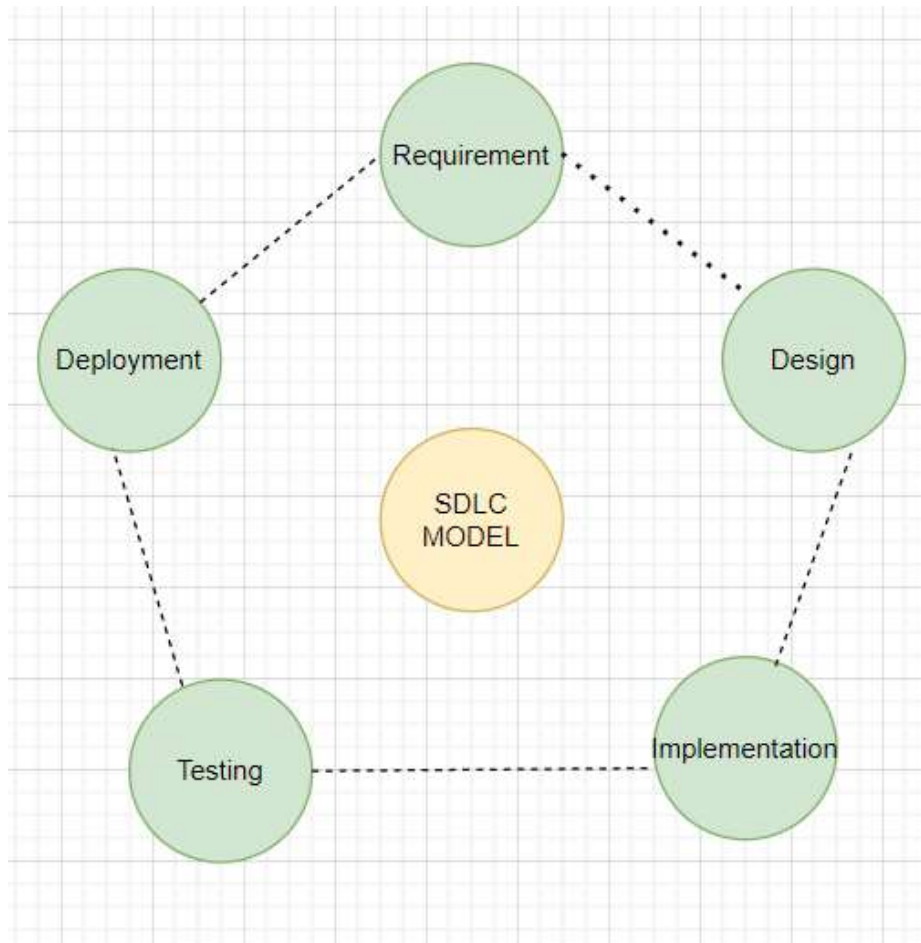 Requirement
Deployment
Design
SDLC
MODEL
Implementation
Testing